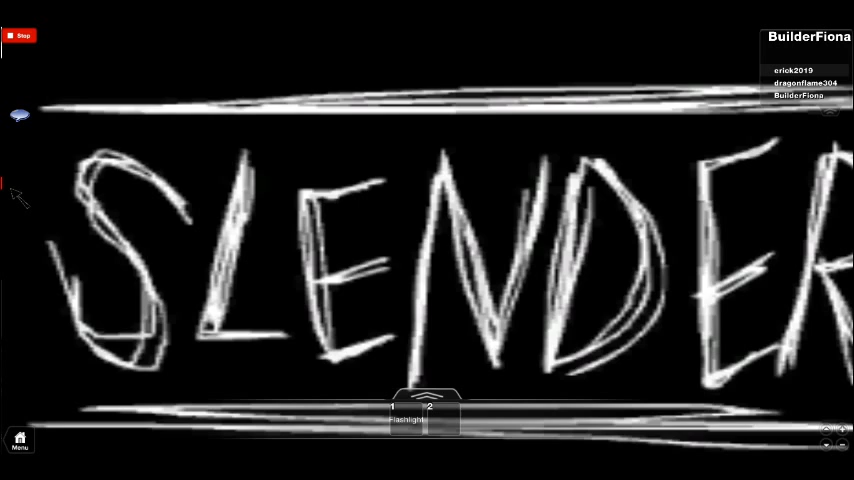 Stop
BuilderFiona
erick2019
dragonflame304
BuilderFiona
SLENDER
1 2
Flashlight
Menu